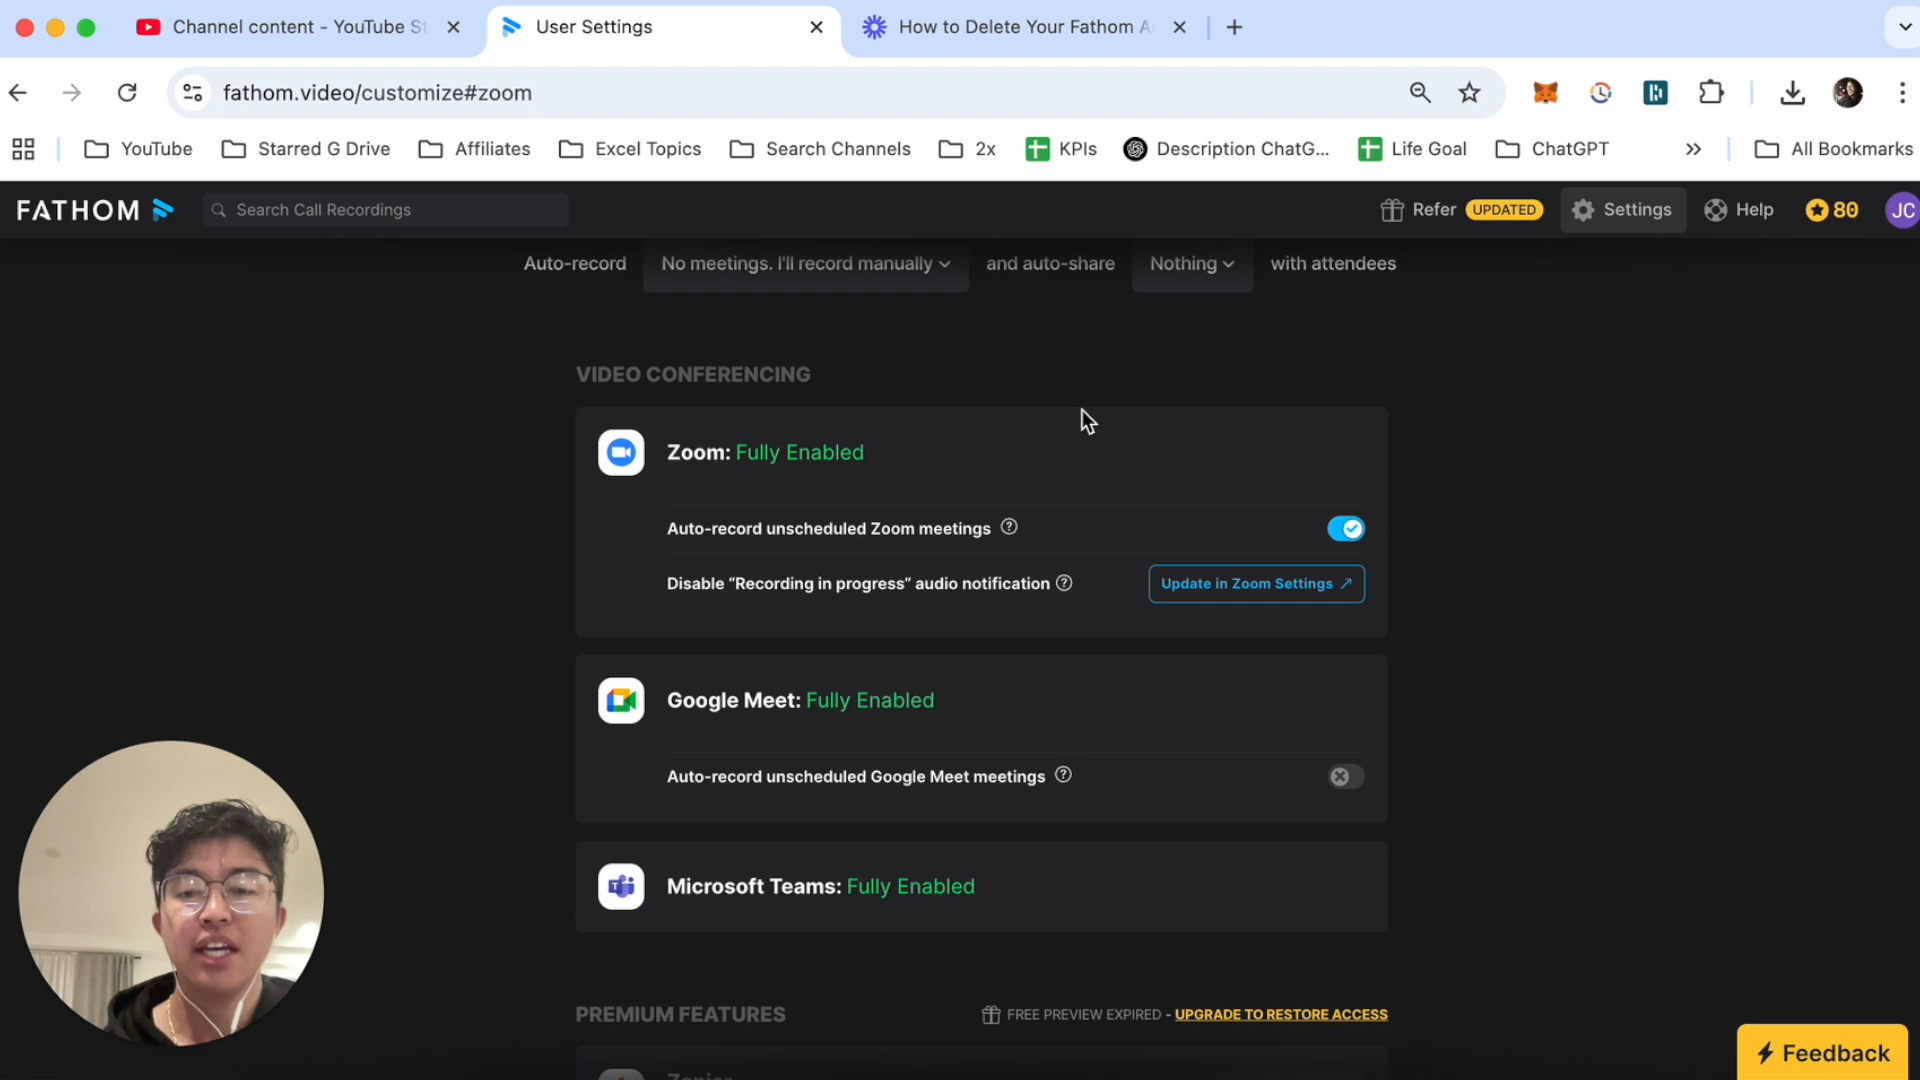 Channel content - YouTube St
User Settings
How to Delete Your Fathom A
fathom.video/customize#zoom
YouTube
Starred G Drive
Affiliates
Excel Topics
Search Channels
2x
KPIs
Description ChatG...
Life Goal
ChatGPT
All Bookmarks
FATHOM
Search Call Recordings
Refer UPDATED
Settings
Help
80
JC
Auto-record No meetings. I'll record manually and auto-share Nothing with attendees
VIDEO CONFERENCING
Zoom: Fully Enabled
Auto-record unscheduled Zoom meetings
Disable “Recording in progress” audio notification
Update in Zoom Settings
Google Meet: Fully Enabled
Auto-record unscheduled Google Meet meetings
Microsoft Teams: Fully Enabled
PREMIUM FEATURES
FREE PREVIEW EXPIRED - UPGRADE TO RESTORE ACCESS
Feedback